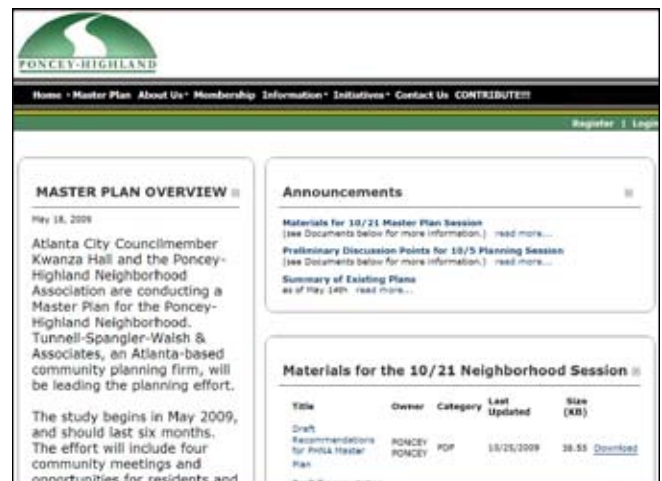 PONCEY-HIGHLAND
Home Master Plan About Us Membership Information Initiatives Contact Us CONTRIBUTE!!!
Register | Login
MASTER PLAN OVERVIEW
May 18, 2009
Atlanta City Councilmember
Kwanza Hall and the Poncey-
Highland Neighborhood
Association are conducting a
Master Plan for the Poncey-
Highland Neighborhood.
Tunnell-Spangler-Walsh &
Associates, an Atlanta-based
community planning firm, will
be leading the planning effort.
The study begins in May 2009,
and should last six months.
The effort will include four
community meetings and
opportunities for residents and
Announcements
Materials for 10/21 Master Plan Session
(see Documents below for more information.) read more...
Preliminary Discussion Points for 10/5 Planning Session
(see Documents below for more information.) read more...
Summary of Existing Plans
as of May 14th read more...
Materials for the 10/21 Neighborhood Session
Title Owner Category Last Updated Size (KB)
Draft
Recommendations
for PHNA Master
Plan
PONCEY
PONCEY
PDF 10/25/2009 38.55 Download